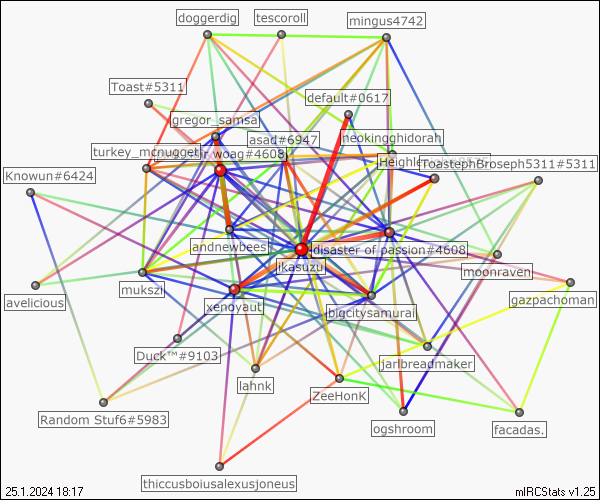 doggerdig
tescoroll
mingus4742
Toast#5311
default#0617
gregor_samsa
neokingghidorah
asad#6947
turkey_mcnugget
woag#4608
Heighle
ToastephBroseph5311#5311
Knowun#6424
andnewbees
disaster of passion#4608
ikasuzu
moonraven
mukszi
avelicious
xenoyaut
gazpachoman
bigcitysamurai
Duck™#9103
jarlbreadmaker
lahnk
ZeeHonK
Random Stuf6#5983
ogshroom
facadas.
thiccusboiusalexusjoneus
25.1.2024 18:17
mIRCStats v1.25